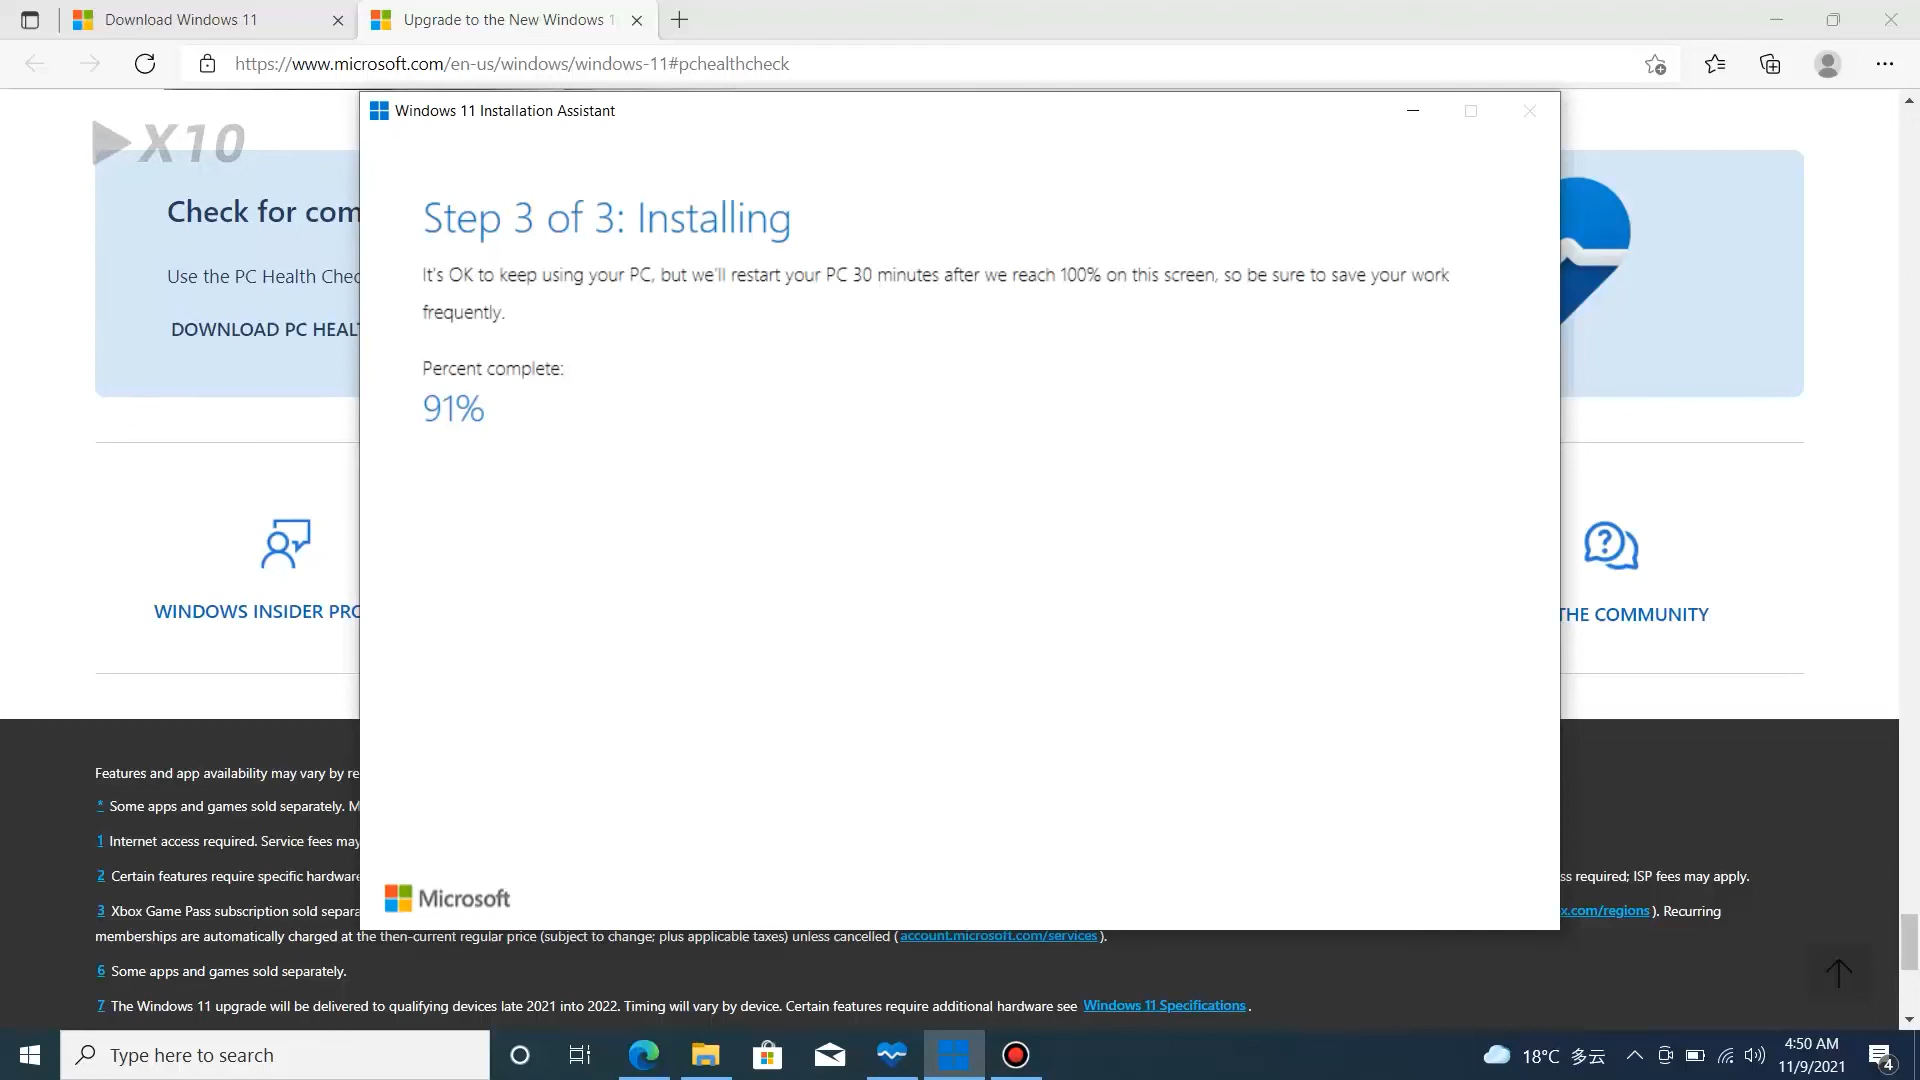 Download Windows 11
Upgrade to the New Windows 1
https://www.microsoft.com/en-us/windows/windows-11#pchealthcheck
Windows 11 Installation Assistant
X10
Check for com
Use the PC Health Chec
DOWNLOAD PC HEAL
Step 3 of 3: Installing
It's OK to keep using your PC, but we'll restart your PC 30 minutes after we reach 100% on this screen, so be sure to save your work
frequently.
Percent complete:
91%
WINDOWS INSIDER PRO
THE COMMUNITY
Features and app availability may vary by re
* Some apps and games sold separately. M
1 Internet access required. Service fees may
2 Certain features require specific hardware
ss required; ISP fees may apply.
Microsoft
3 Xbox Game Pass subscription sold separa
x.com/regions ). Recurring
memberships are automatically charged at the then-current regular price (subject to change; plus applicable taxes) unless cancelled ( account.microsoft.com/services ).
6 Some apps and games sold separately.
7 The Windows 11 upgrade will be delivered to qualifying devices late 2021 into 2022. Timing will vary by device. Certain features require additional hardware see Windows 11 Specifications .
Type here to search
18°C 多云
4:50 AM
11/9/2021
4